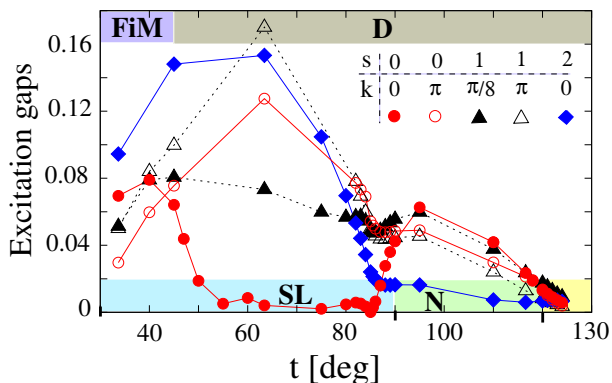 FiM D
0.16
s 0 0 1 1 2
k 0 π π/8 π 0
0.12
0.08
0.04
0
Excitation gaps
SL N
40 60 80 100 130
t [deg]